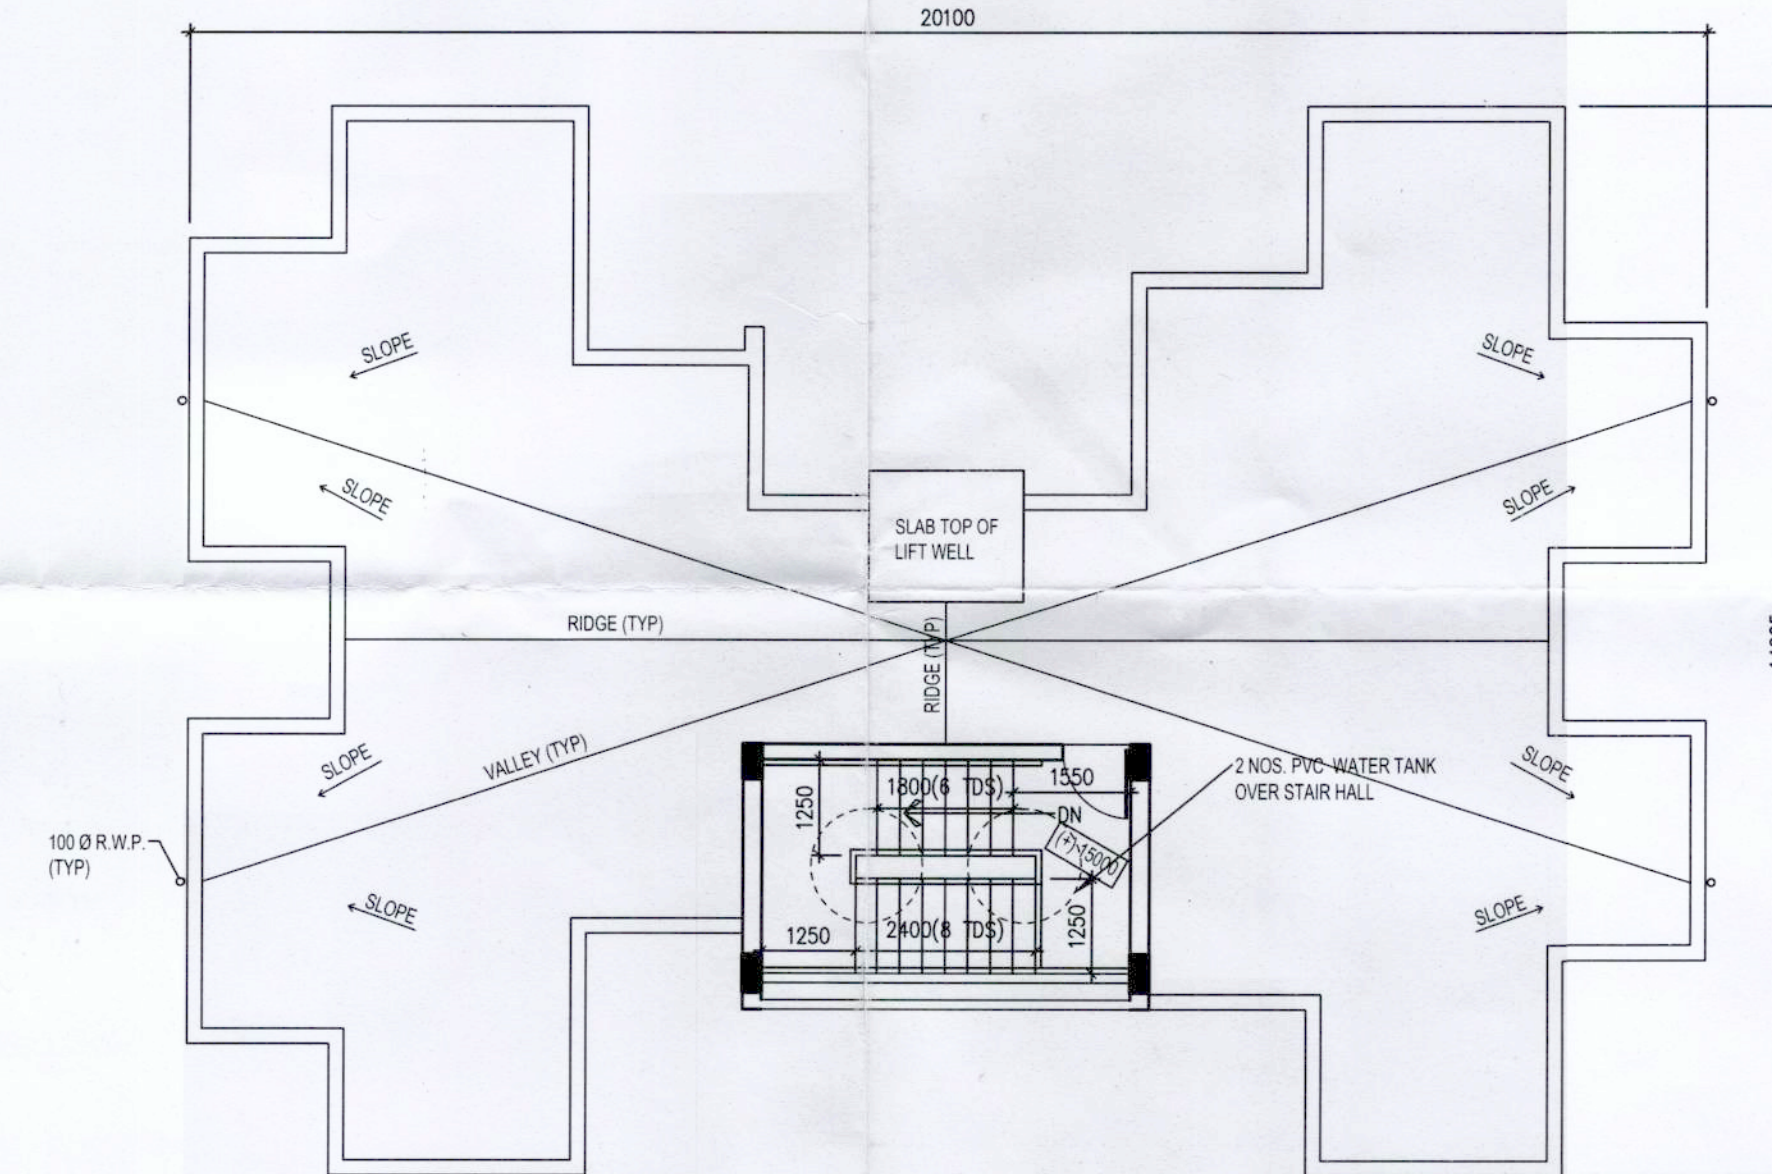 20100
SLOPE
SLOPE
SLOPE
SLOPE
SLAB TOP OF
LIFT WELL
RIDGE (TYP)
RIDGE (TYP)
VALLEY (TYP)
SLOPE
SLOPE
2 NOS. PVC WATER TANK
OVER STAIR HALL
1800(6 TDS)
1550
1250
DN
(+) 15000
100 Ø R.W.P.
(TYP)
SLOPE
SLOPE
1250
2400(8 TDS)
1250